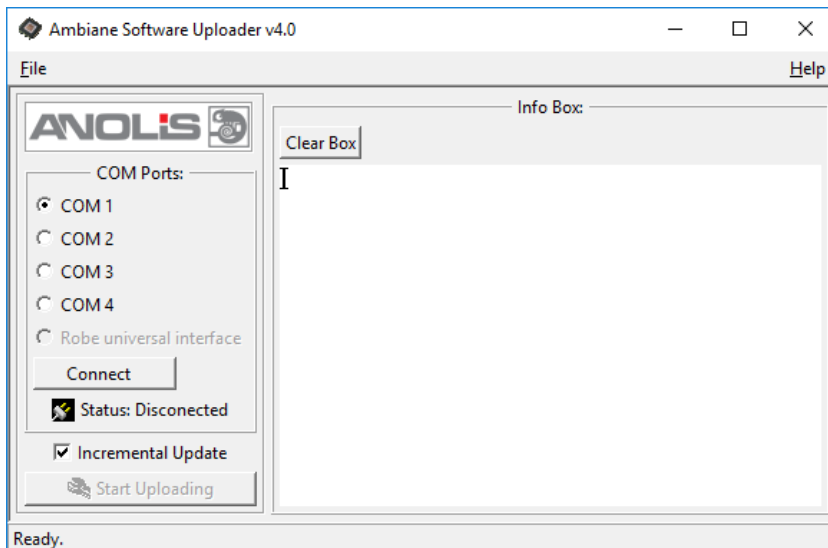 Ambiane Software Uploader v4.0
File
Help
ANOLiS
COM Ports:
COM 1
COM 2
COM 3
COM 4
Robe universal interface
Connect
Status: Disconected
Incremental Update
Start Uploading
Info Box:
Clear Box
Ready.